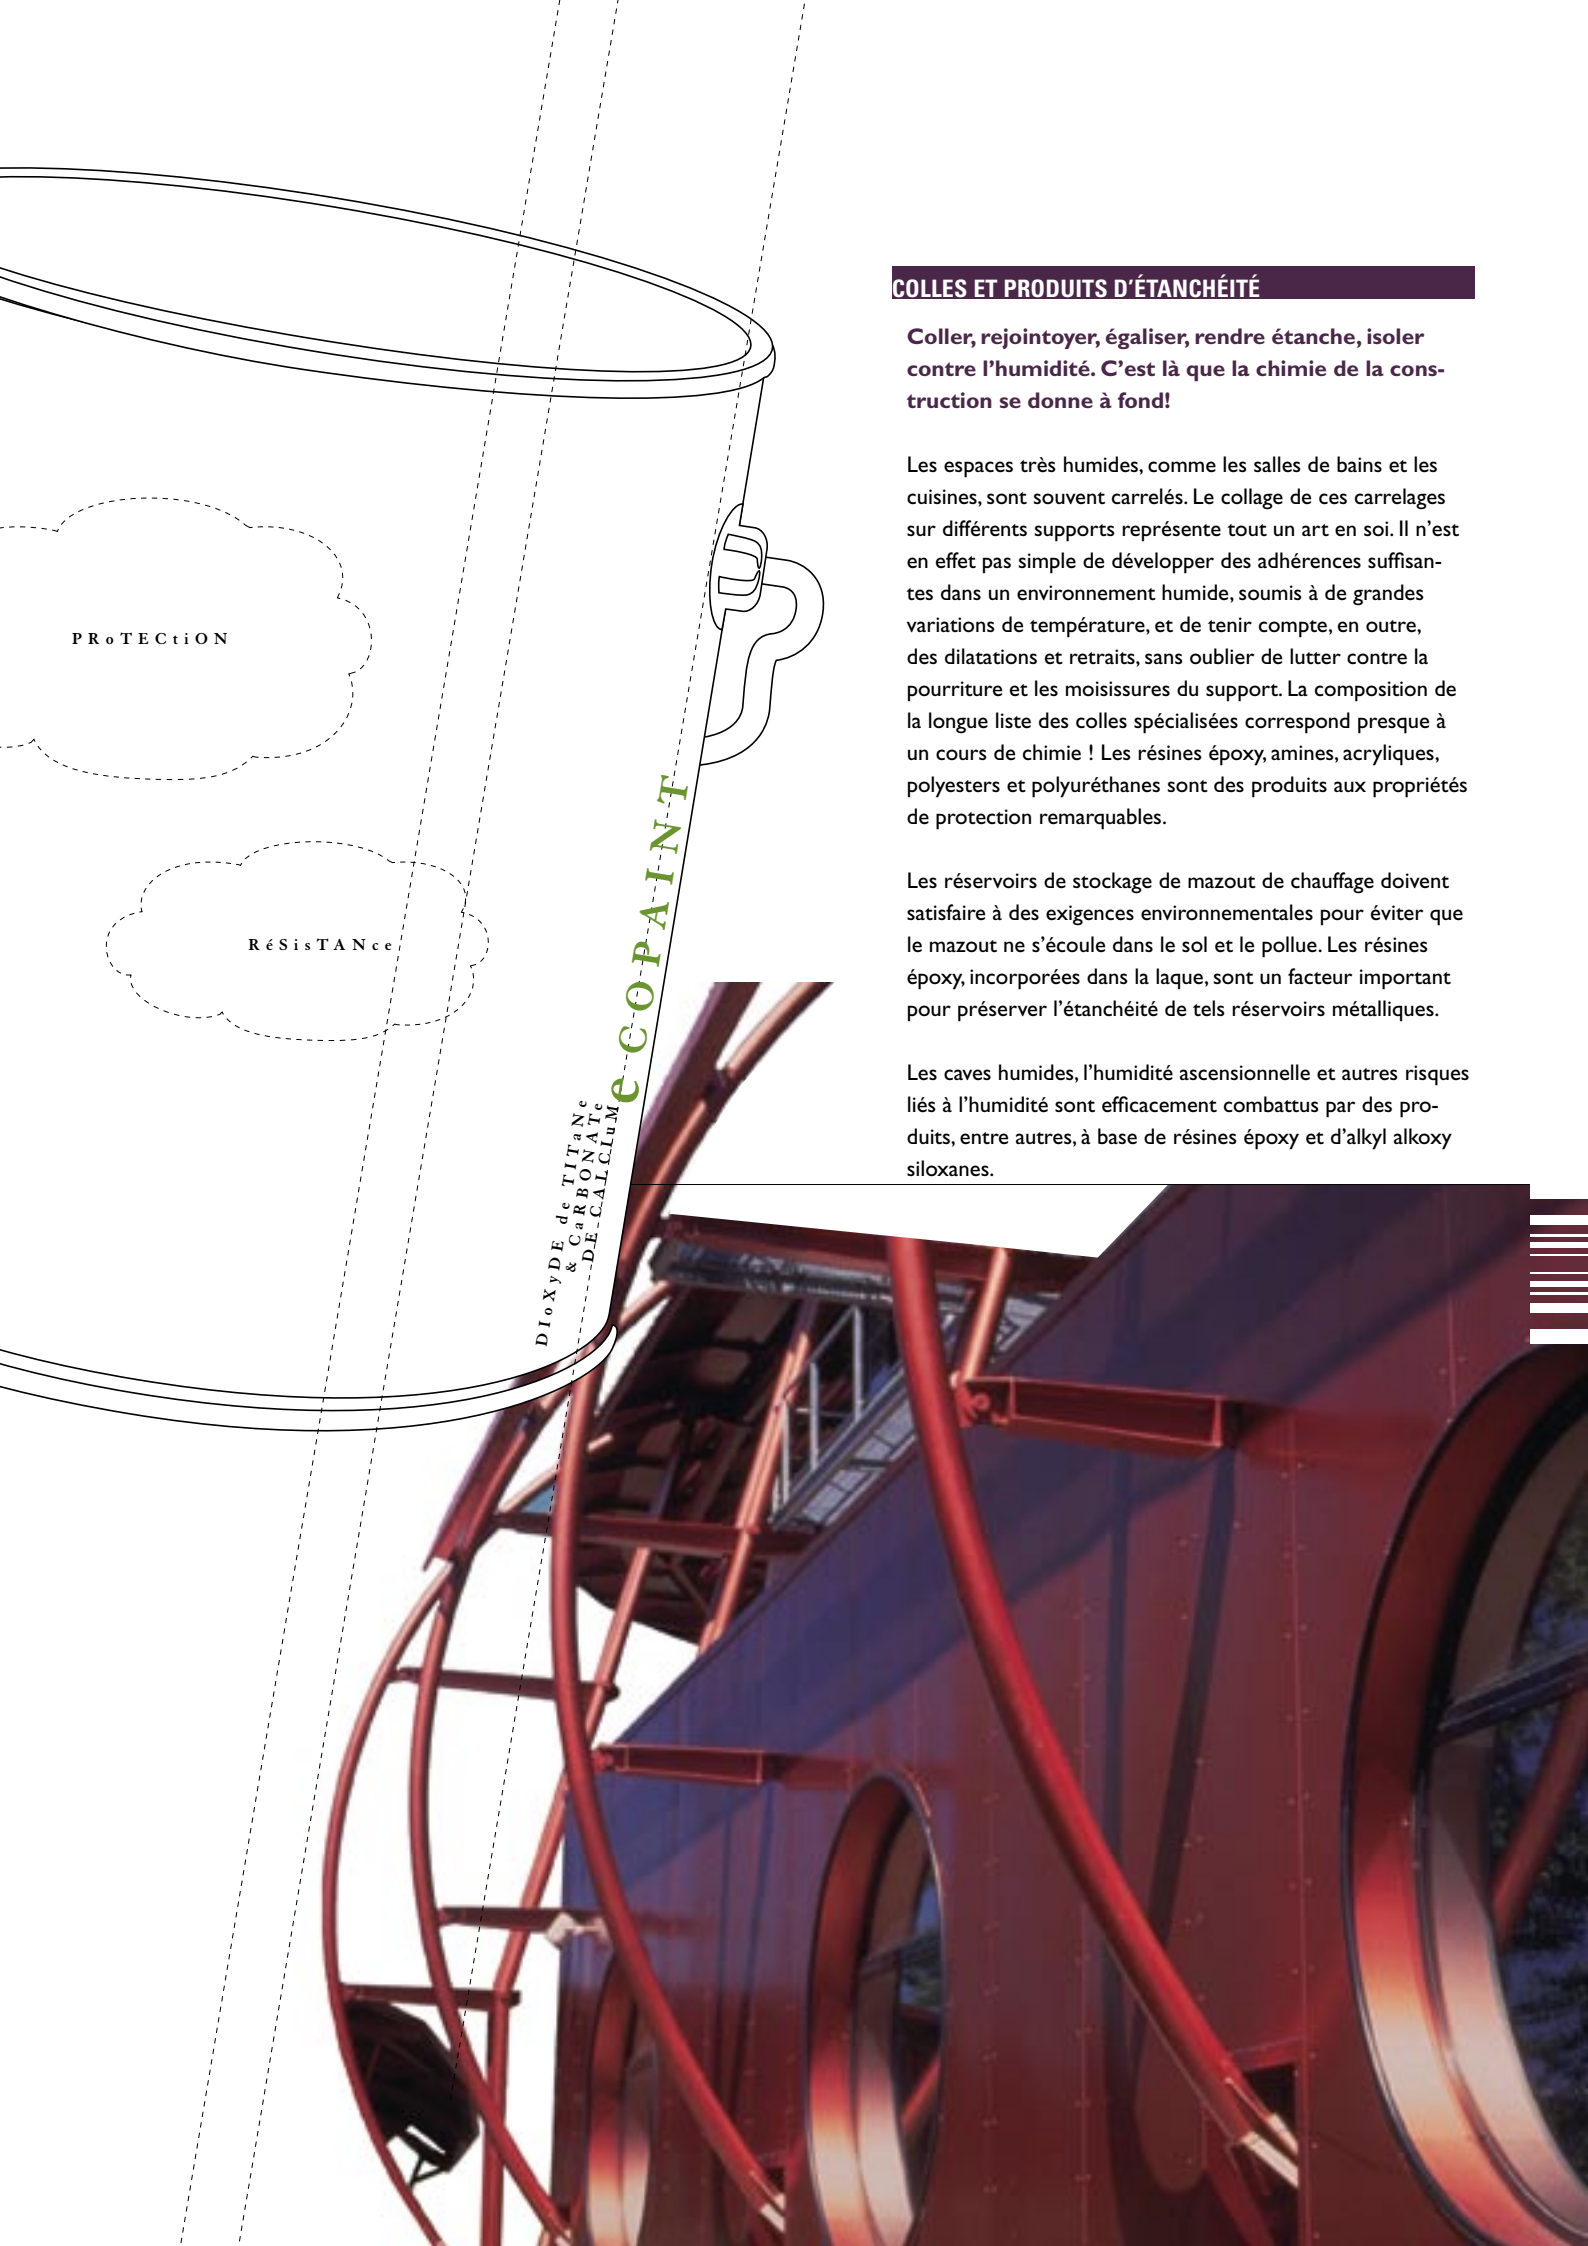 COLLES ET PRODUITS D'ÉTANCHÉITÉ
Coller, rejointoyer, égaliser, rendre étanche, isoler
contre l'humidité. C'est là que la chimie de la cons-
truction se donne à fond!
Les espaces très humides, comme les salles de bains et les
cuisines, sont souvent carrelés. Le collage de ces carrelages
sur différents supports représente tout un art en soi. Il n'est
en effet pas simple de développer des adhérences suffisan-
tes dans un environnement humide, soumis à de grandes
variations de température, et de tenir compte, en outre,
des dilatations et retraits, sans oublier de lutter contre la
pourriture et les moisissures du support. La composition de
la longue liste des colles spécialisées correspond presque à
un cours de chimie ! Les résines époxy, amines, acryliques,
polyesters et polyuréthanes sont des produits aux propriétés
de protection remarquables.
Les réservoirs de stockage de mazout de chauffage doivent
satisfaire à des exigences environnementales pour éviter que
le mazout ne s'écoule dans le sol et le pollue. Les résines
époxy, incorporées dans la laque, sont un facteur important
pour préserver l'étanchéité de tels réservoirs métalliques.
Les caves humides, l'humidité ascensionnelle et autres risques
liés à l'humidité sont efficacement combattus par des pro-
duits, entre autres, à base de résines époxy et d'alkyl alkoxy
siloxanes.
PRoTECtiON
RéSisTANce
eCOPAINT
DIoXyDE de TITaNe
& CaRBONATe
DE CALCIuM